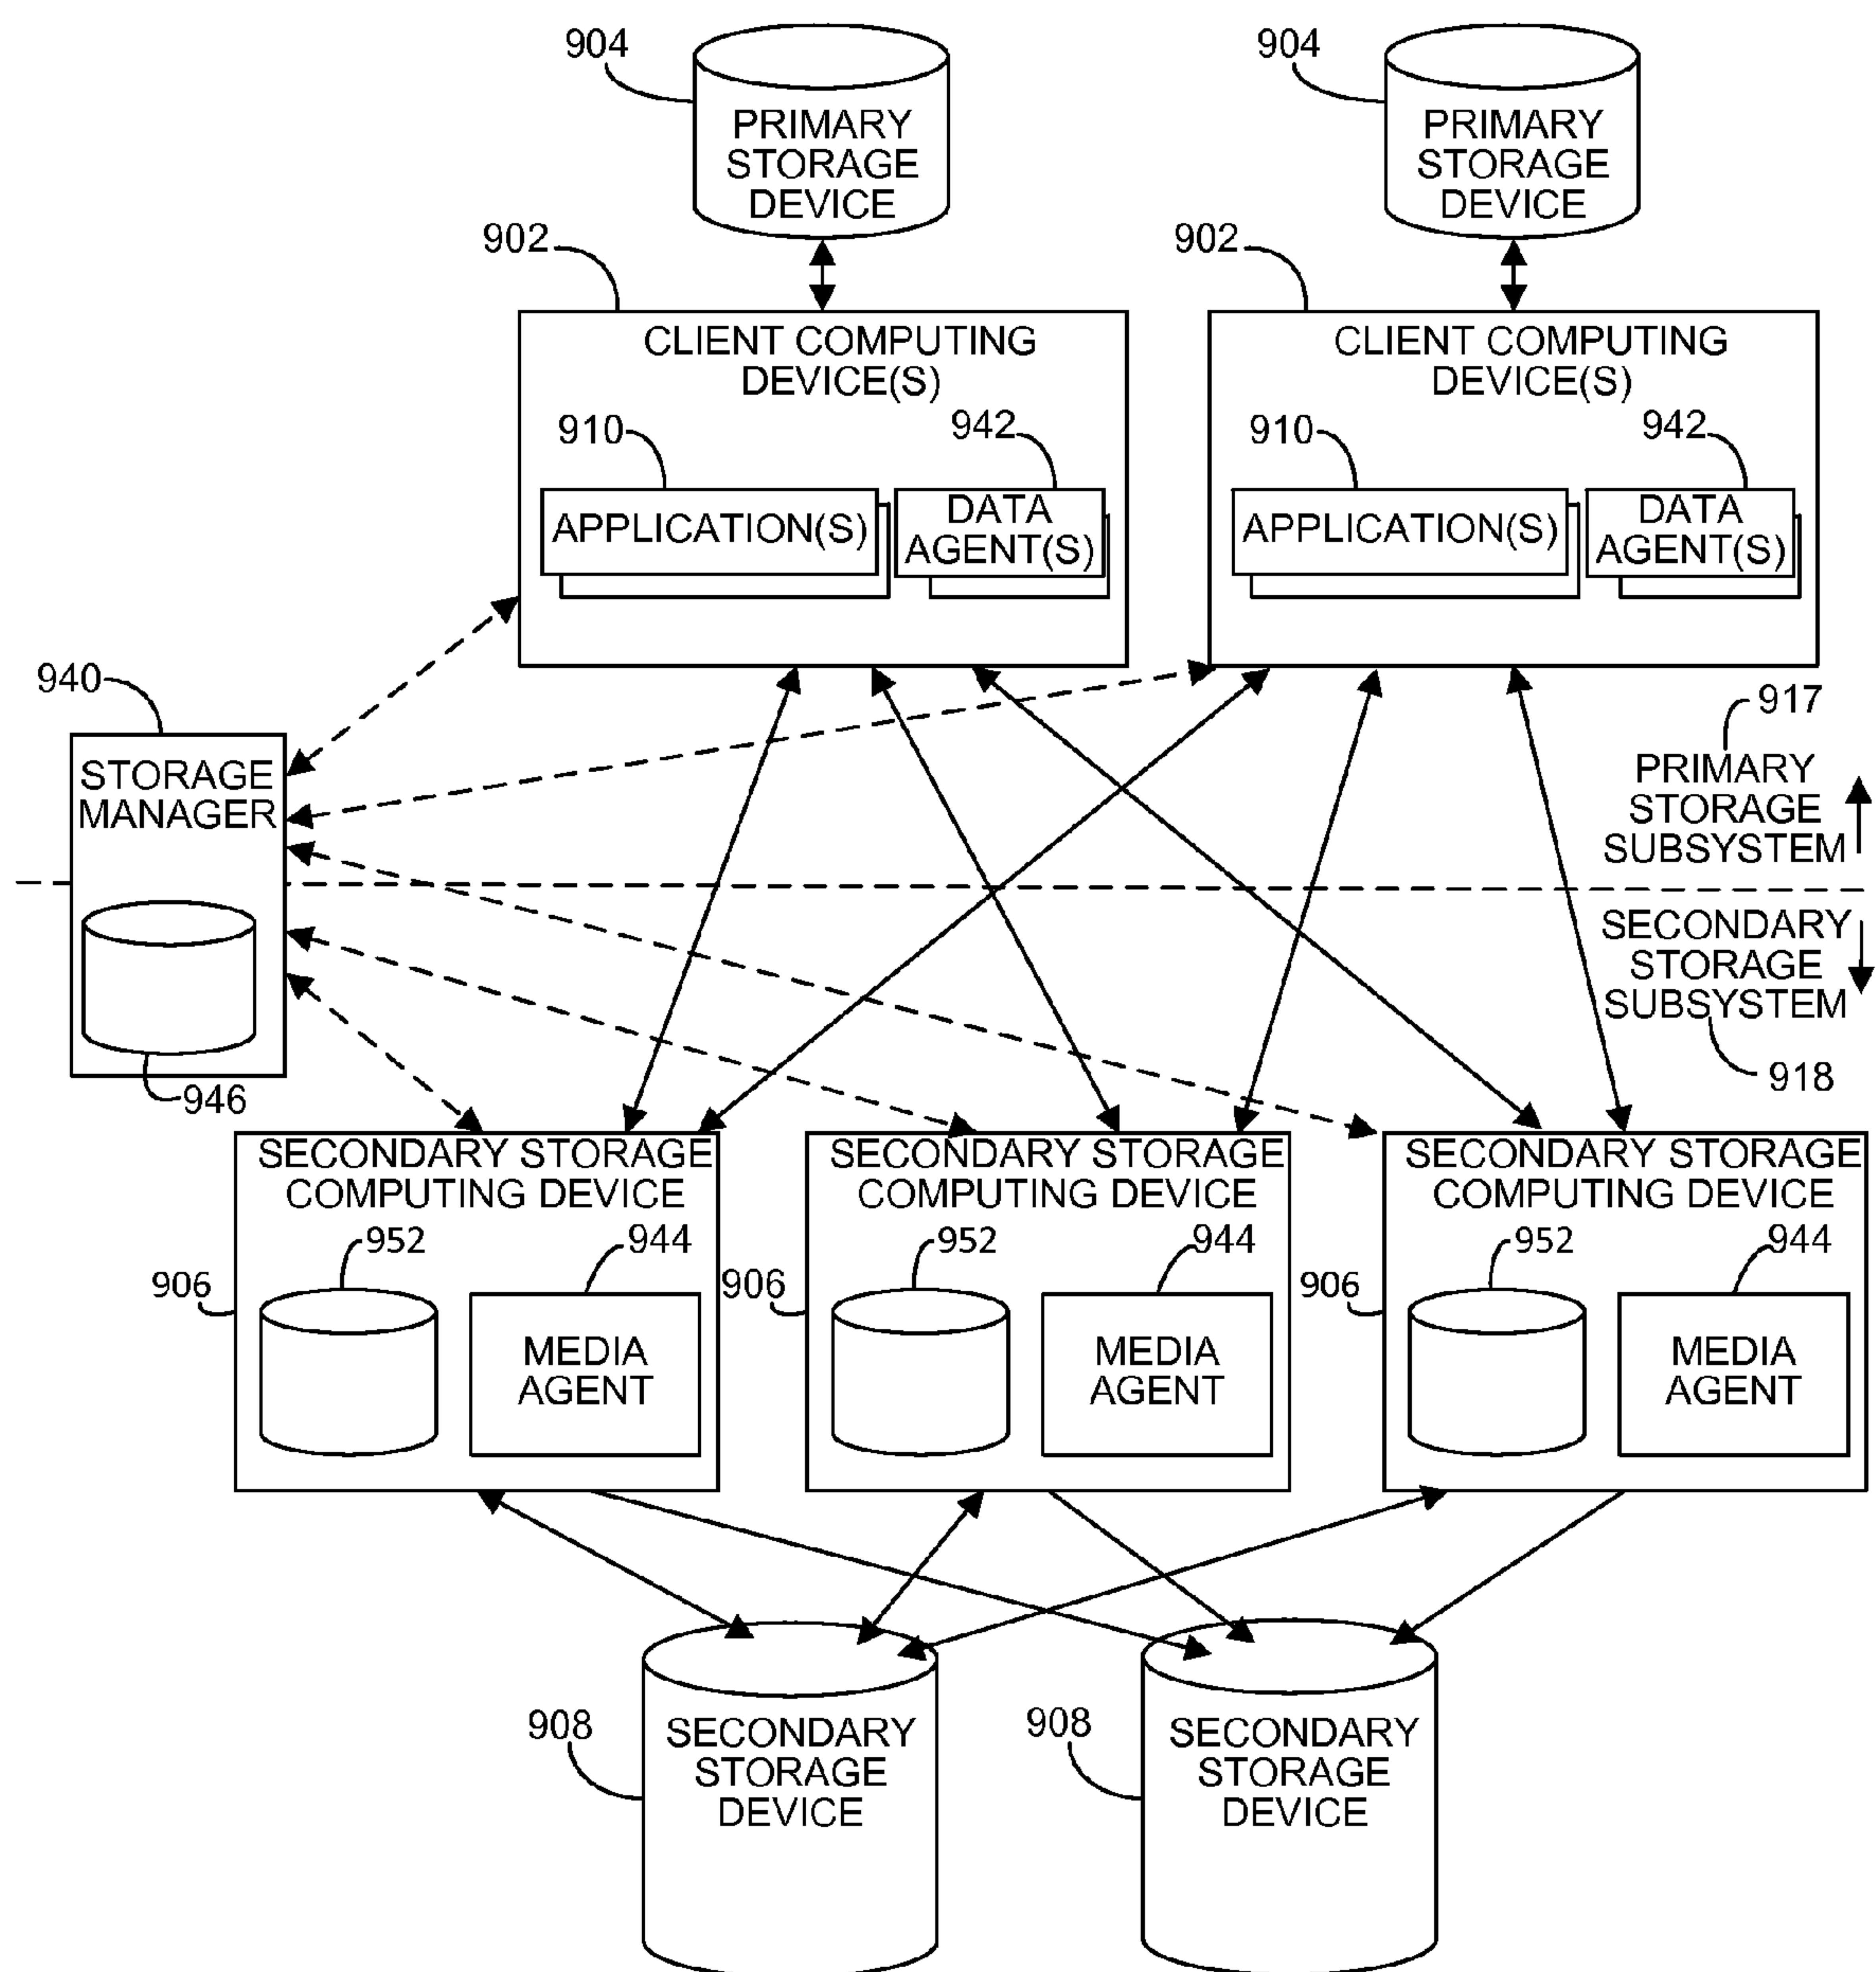 904
904
PRIMARY
STORAGE
DEVICE
PRIMARY
STORAGE
DEVICE
902
902
CLIENT COMPUTING
DEVICE(S)
910
942
APPLICATION(S)
DATA
AGENT(S)
CLIENT COMPUTING
DEVICE(S)
910
942
APPLICATION(S)
DATA
AGENT(S)
940
STORAGE
MANAGER
946
917
PRIMARY
STORAGE
SUBSYSTEM
SECONDARY
STORAGE
SUBSYSTEM
918
SECONDARY STORAGE
COMPUTING DEVICE
952
944
906
MEDIA
AGENT
SECONDARY STORAGE
COMPUTING DEVICE
952
944
906
MEDIA
AGENT
SECONDARY STORAGE
COMPUTING DEVICE
952
944
906
MEDIA
AGENT
908
SECONDARY
STORAGE
DEVICE
908
SECONDARY
STORAGE
DEVICE